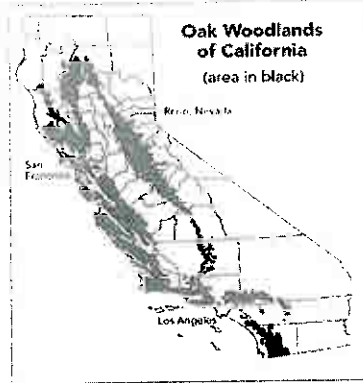 Oak Woodlands
of California
(area in black)
Reno, Nevada
San
Francisco
Los Angeles